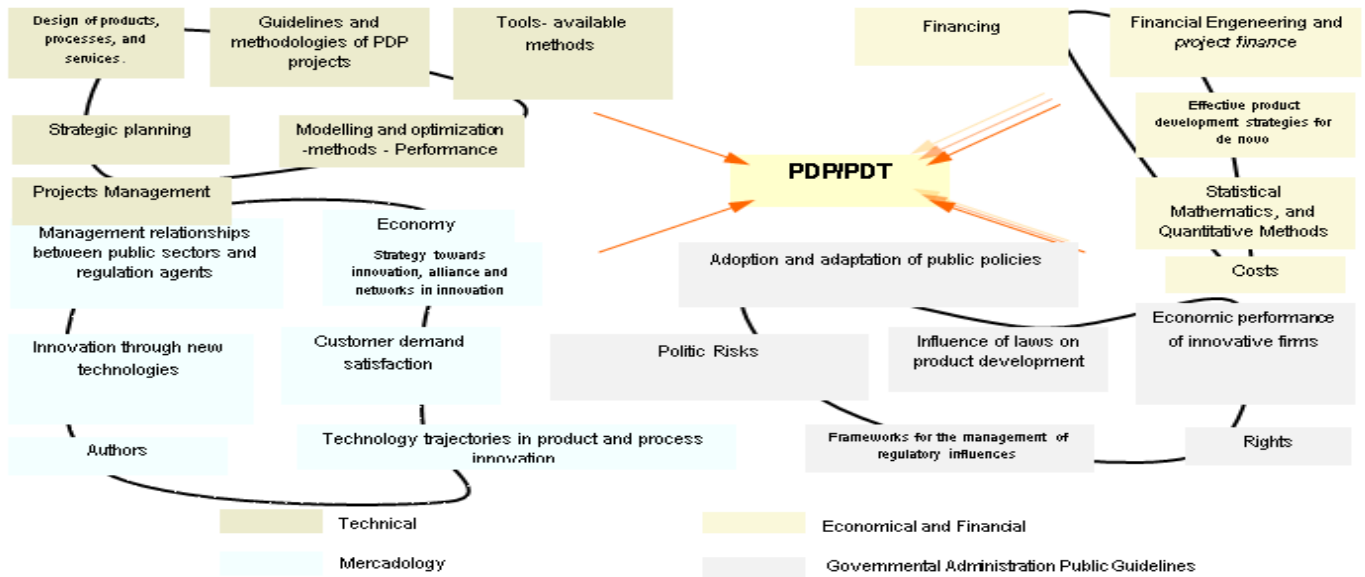 Design of products,
processes, and
services.
Guidelines and
methodologies of PDP
projects
Tools- available
methods
Financing
Financial Engeneering and
project finance
Strategic planning
Modelling and optimization
-methods - Performance
Effective product
development strategies for
de novo
PDP/PDT
Projects Management
Management relationships
between public sectors and
regulation agents
Economy
Strategy towards
innovation, alliance and
networks in innovation
Statistical
Mathematics, and
Quantitative Methods
Adoption and adaptation of public policies
Costs
Innovation through new
technologies
Customer demand
satisfaction
Politic Risks
Influence of laws on
product development
Economic performance
of innovative firms
Authors
Technology trajectories in product and process
innovation
Frameworks for the management of
regulatory influences
Rights
Technical
Economical and Financial
Mercadology
Governmental Administration Public Guidelines